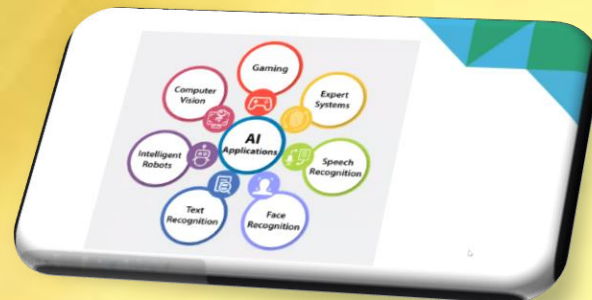 Gaming
Expert
Systems
Speech
Recognition
Face
Recognition
Text
Recognition
Intelligent
Robots
Computer
Vision
AI
Applications